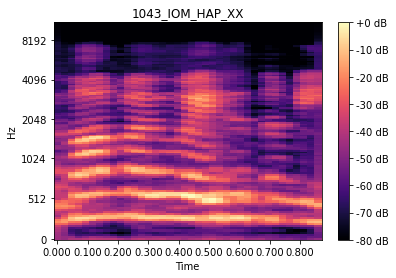 1043_IOM_HAP_XX
+0 dB
8192
-10 dB
4096
-20 dB
-30 dB
2048
Hz
-40 dB
1024
-50 dB
512
-60 dB
-70 dB
0
-80 dB
0.000 0.100 0.200 0.300 0.400 0.500 0.600 0.700 0.800
Time